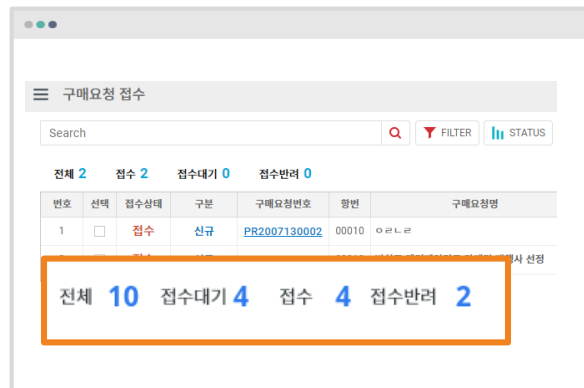 구매요청 접수
Search FILTER STATUS
전체 2 접수 2 접수대기 0 접수반려 0
번호 선택 접수상태 구분 구매요청번호 항번 구매요청명
1 접수 신규 PR2007130002 00010 ㅇㄹㄴㄹ
선정
전체 10 접수대기 4 접수 4 접수반려 2